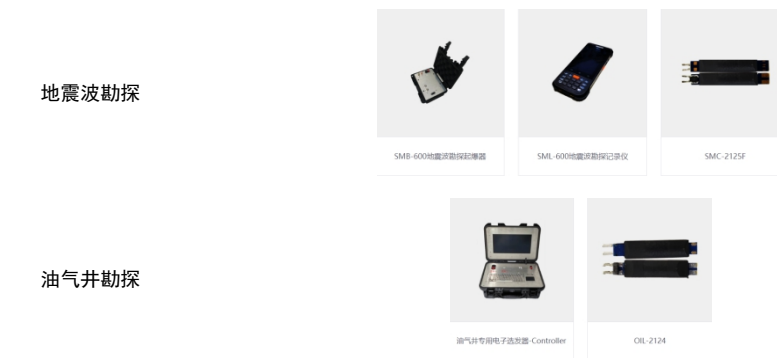 地震波勘探
SMB-600地震波勘探起爆器
SML-600地震波勘探记录仪
SMC-2125F
油气井勘探
油气井专用电子选发器-Controller
OIL-2124